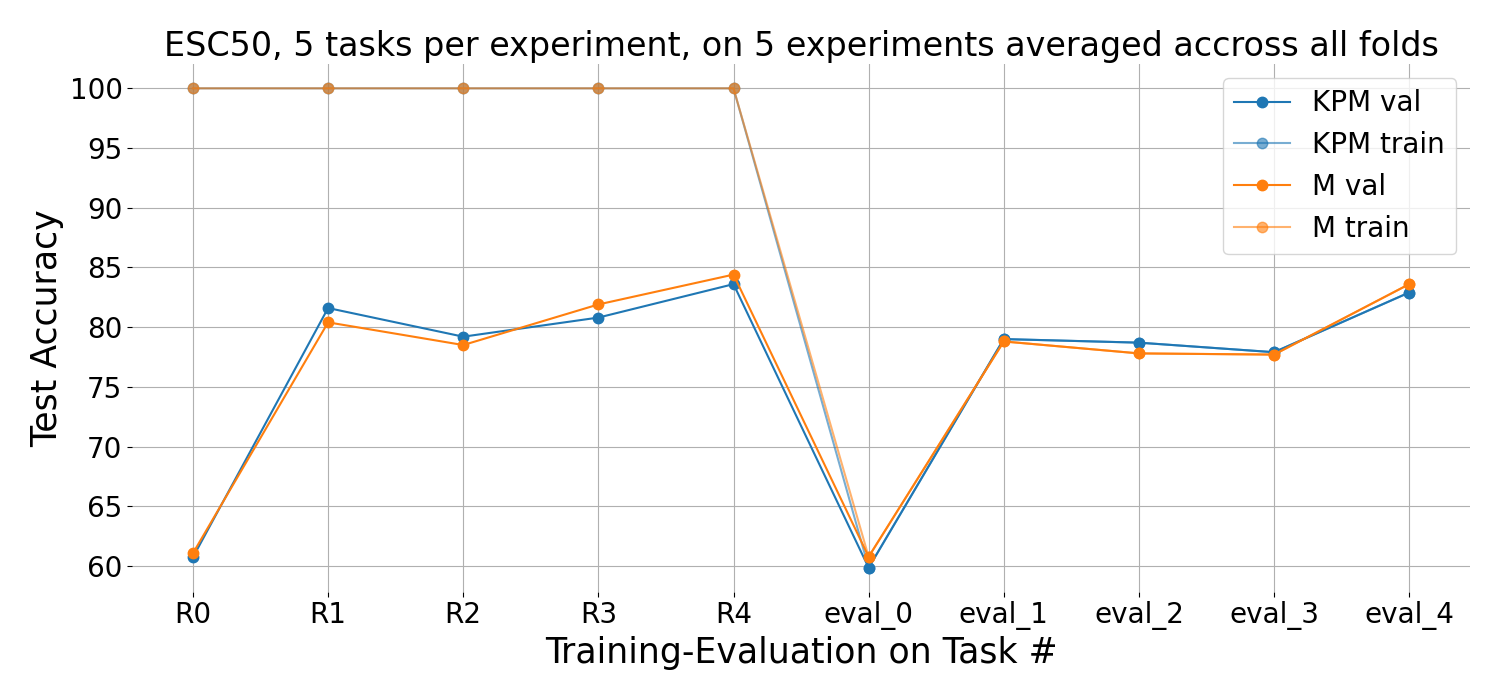 ESC50, 5 tasks per experiment, on 5 experiments averaged accross all folds
KPM val
KPM train
M val
M train
Test Accuracy
100
95
90
85
80
75
70
65
60
R0 R1 R2 R3 R4 eval_0 eval_1 eval_2 eval_3 eval_4
Training-Evaluation on Task #